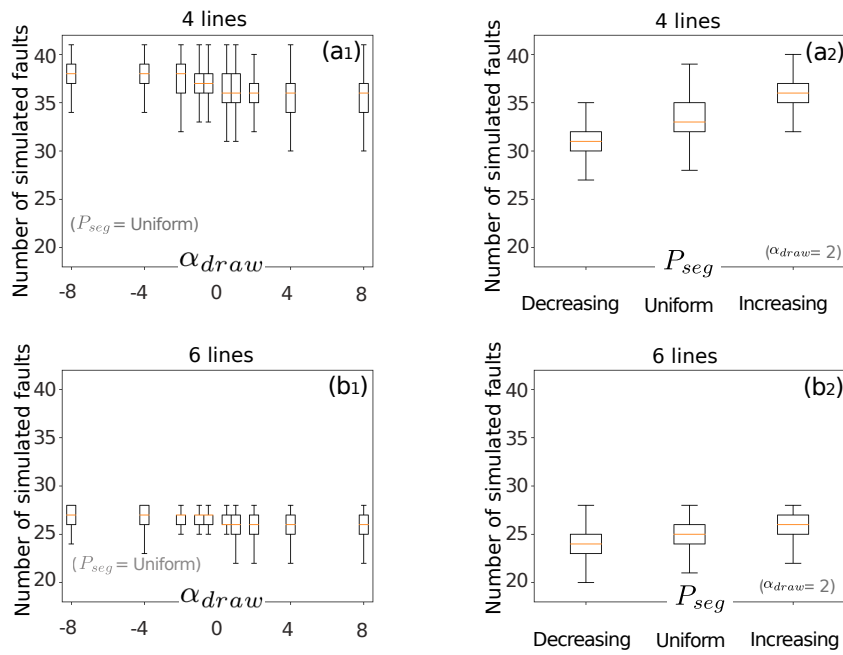 4 lines
(a1)
Number of simulated faults
40
35
30
25
20
(P_seg = Uniform)
α_draw
-8 -4 0 4 8
4 lines
(a2)
Number of simulated faults
40
35
30
25
20
P_seg
(α_draw = 2)
Decreasing Uniform Increasing
6 lines
(b1)
Number of simulated faults
40
35
30
25
20
(P_seg = Uniform)
α_draw
-8 -4 0 4 8
6 lines
(b2)
Number of simulated faults
40
35
30
25
20
P_seg
(α_draw = 2)
Decreasing Uniform Increasing